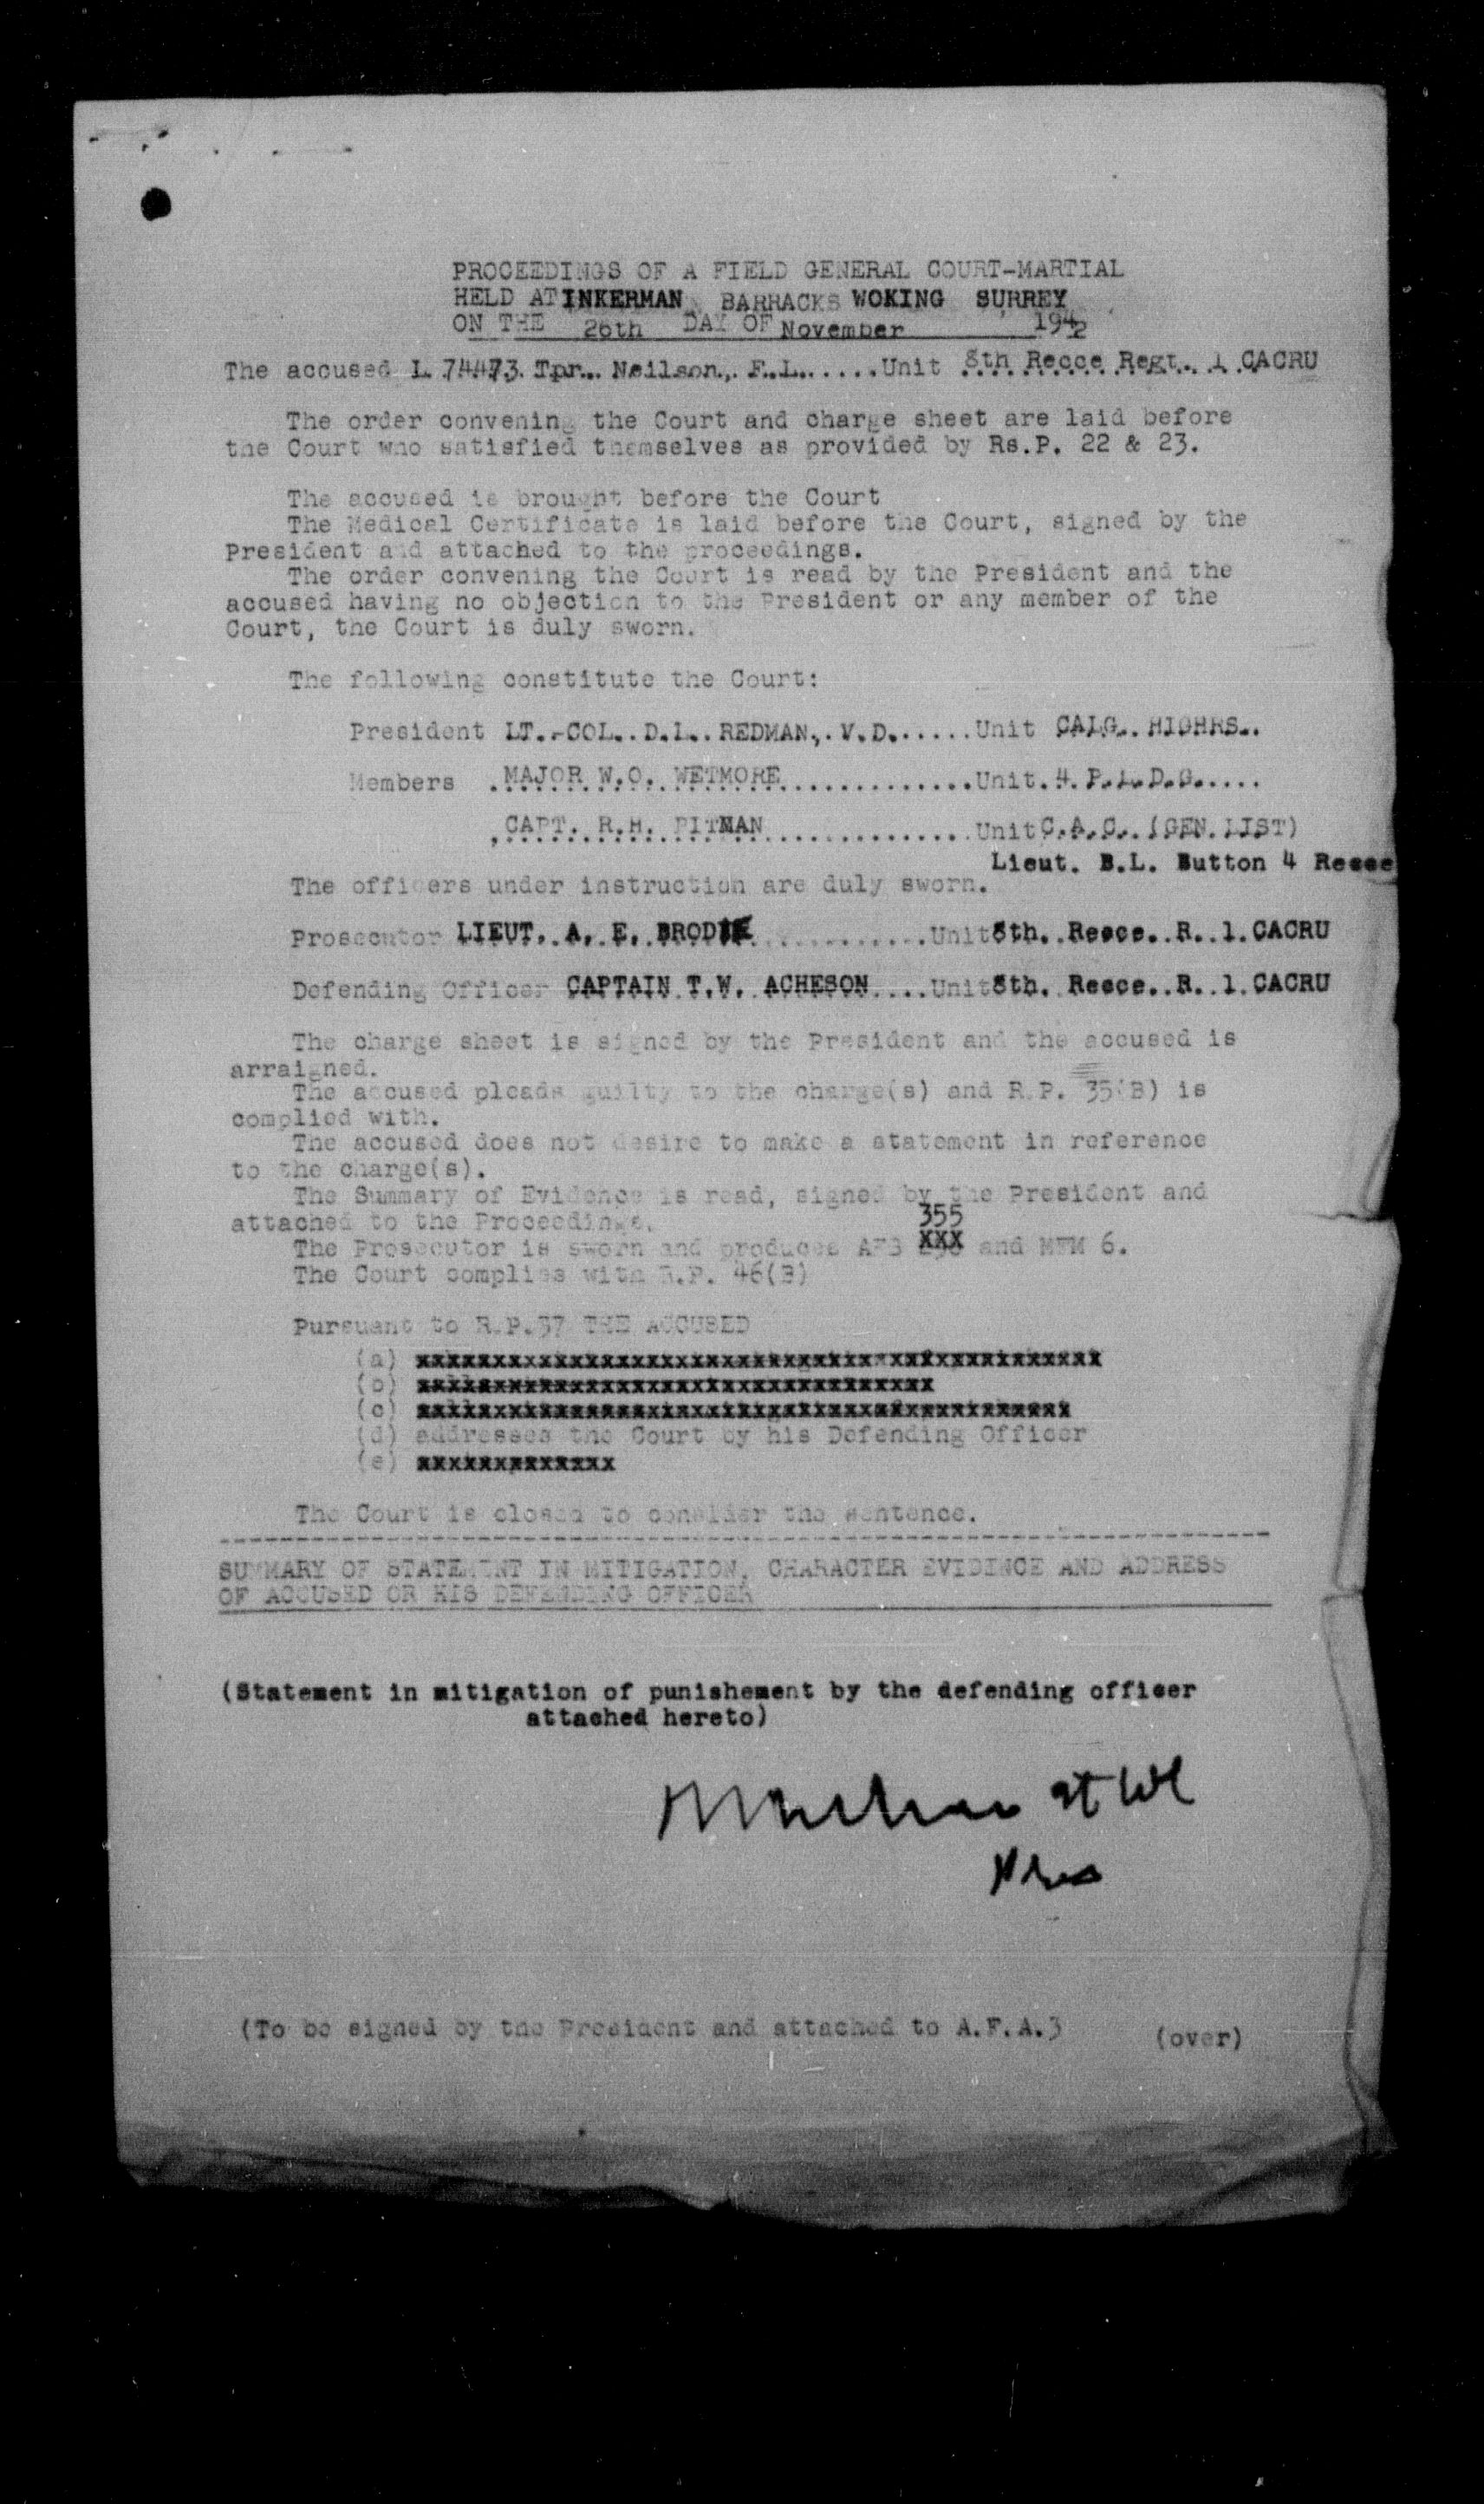 PROCEEDINGS OF A FIELD GENERAL COURT-MARTIAL
HELD AT INKERMAN BARRACKS WOKING SURREY
ON THE 26th DAY OF November 1942
The accused L 74473 Tpr. Neilson, F.L......Unit 8th Recce Regt. 1 CACRU
The order convening the Court and charge sheet are laid before
the Court who satisfied themselves as provided by Rs.P. 22 & 23.
The accused is brought before the Court
The Medical Certificate is laid before the Court, signed by the
President and attached to the proceedings.
The order convening the Court is read by the President and the
accused having no objection to the President or any member of the
Court, the Court is duly sworn.
The following constitute the Court:
President LT.-COL. D.L. REDMAN, V.D......Unit CALG. HIGHRS..
Members MAJOR W.O. WETMORE.............Unit. 4 P.L.D.G.....
CAPT. R.H. PITMAN.............Unit C.A.C. (GEN. LIST)
Lieut. B.L. Button 4 Recce
The officers under instruction are duly sworn.
Prosecutor LIEUT. A. E. BRODIE...........Unit 8th. Recce. R. 1. CACRU
Defending Officer CAPTAIN T.W. ACHESON....Unit 8th. Recce. R. 1. CACRU
The charge sheet is signed by the President and the accused is
arraigned.
The accused pleads guilty to the charge(s) and R.P. 35(B) is
complied with.
The accused does not desire to make a statement in reference
to the charge(s).
The Summary of Evidence is read, signed by the President and
attached to the Proceedings.
355
The Prosecutor is sworn and produces AFB xxx and MFM 6.
The Court complies with R.P. 46(B)
Pursuant to R.P.37 THE ACCUSED
(a) xxxxxxxxxxxxxxxxxxxxxxxxxxxxxxxxxxxxxxxxxxxxx
(b) xxxxxxxxxxxxxxxxxxxxxxxxxxxxxxxxxx
(c) xxxxxxxxxxxxxxxxxxxxxxxxxxxxxxxxxxxxxxxxxxx
(d) addresses the Court by his Defending Officer
(e) xxxxxxxxxxxxx
The Court is closed to consider the sentence.
SUMMARY OF STATEMENT IN MITIGATION, CHARACTER EVIDENCE AND ADDRESS
OF ACCUSED OR HIS DEFENDING OFFICER
(Statement in mitigation of punishement by the defending officer
attached hereto)
(To be signed by the President and attached to A.F.A.3
(over)